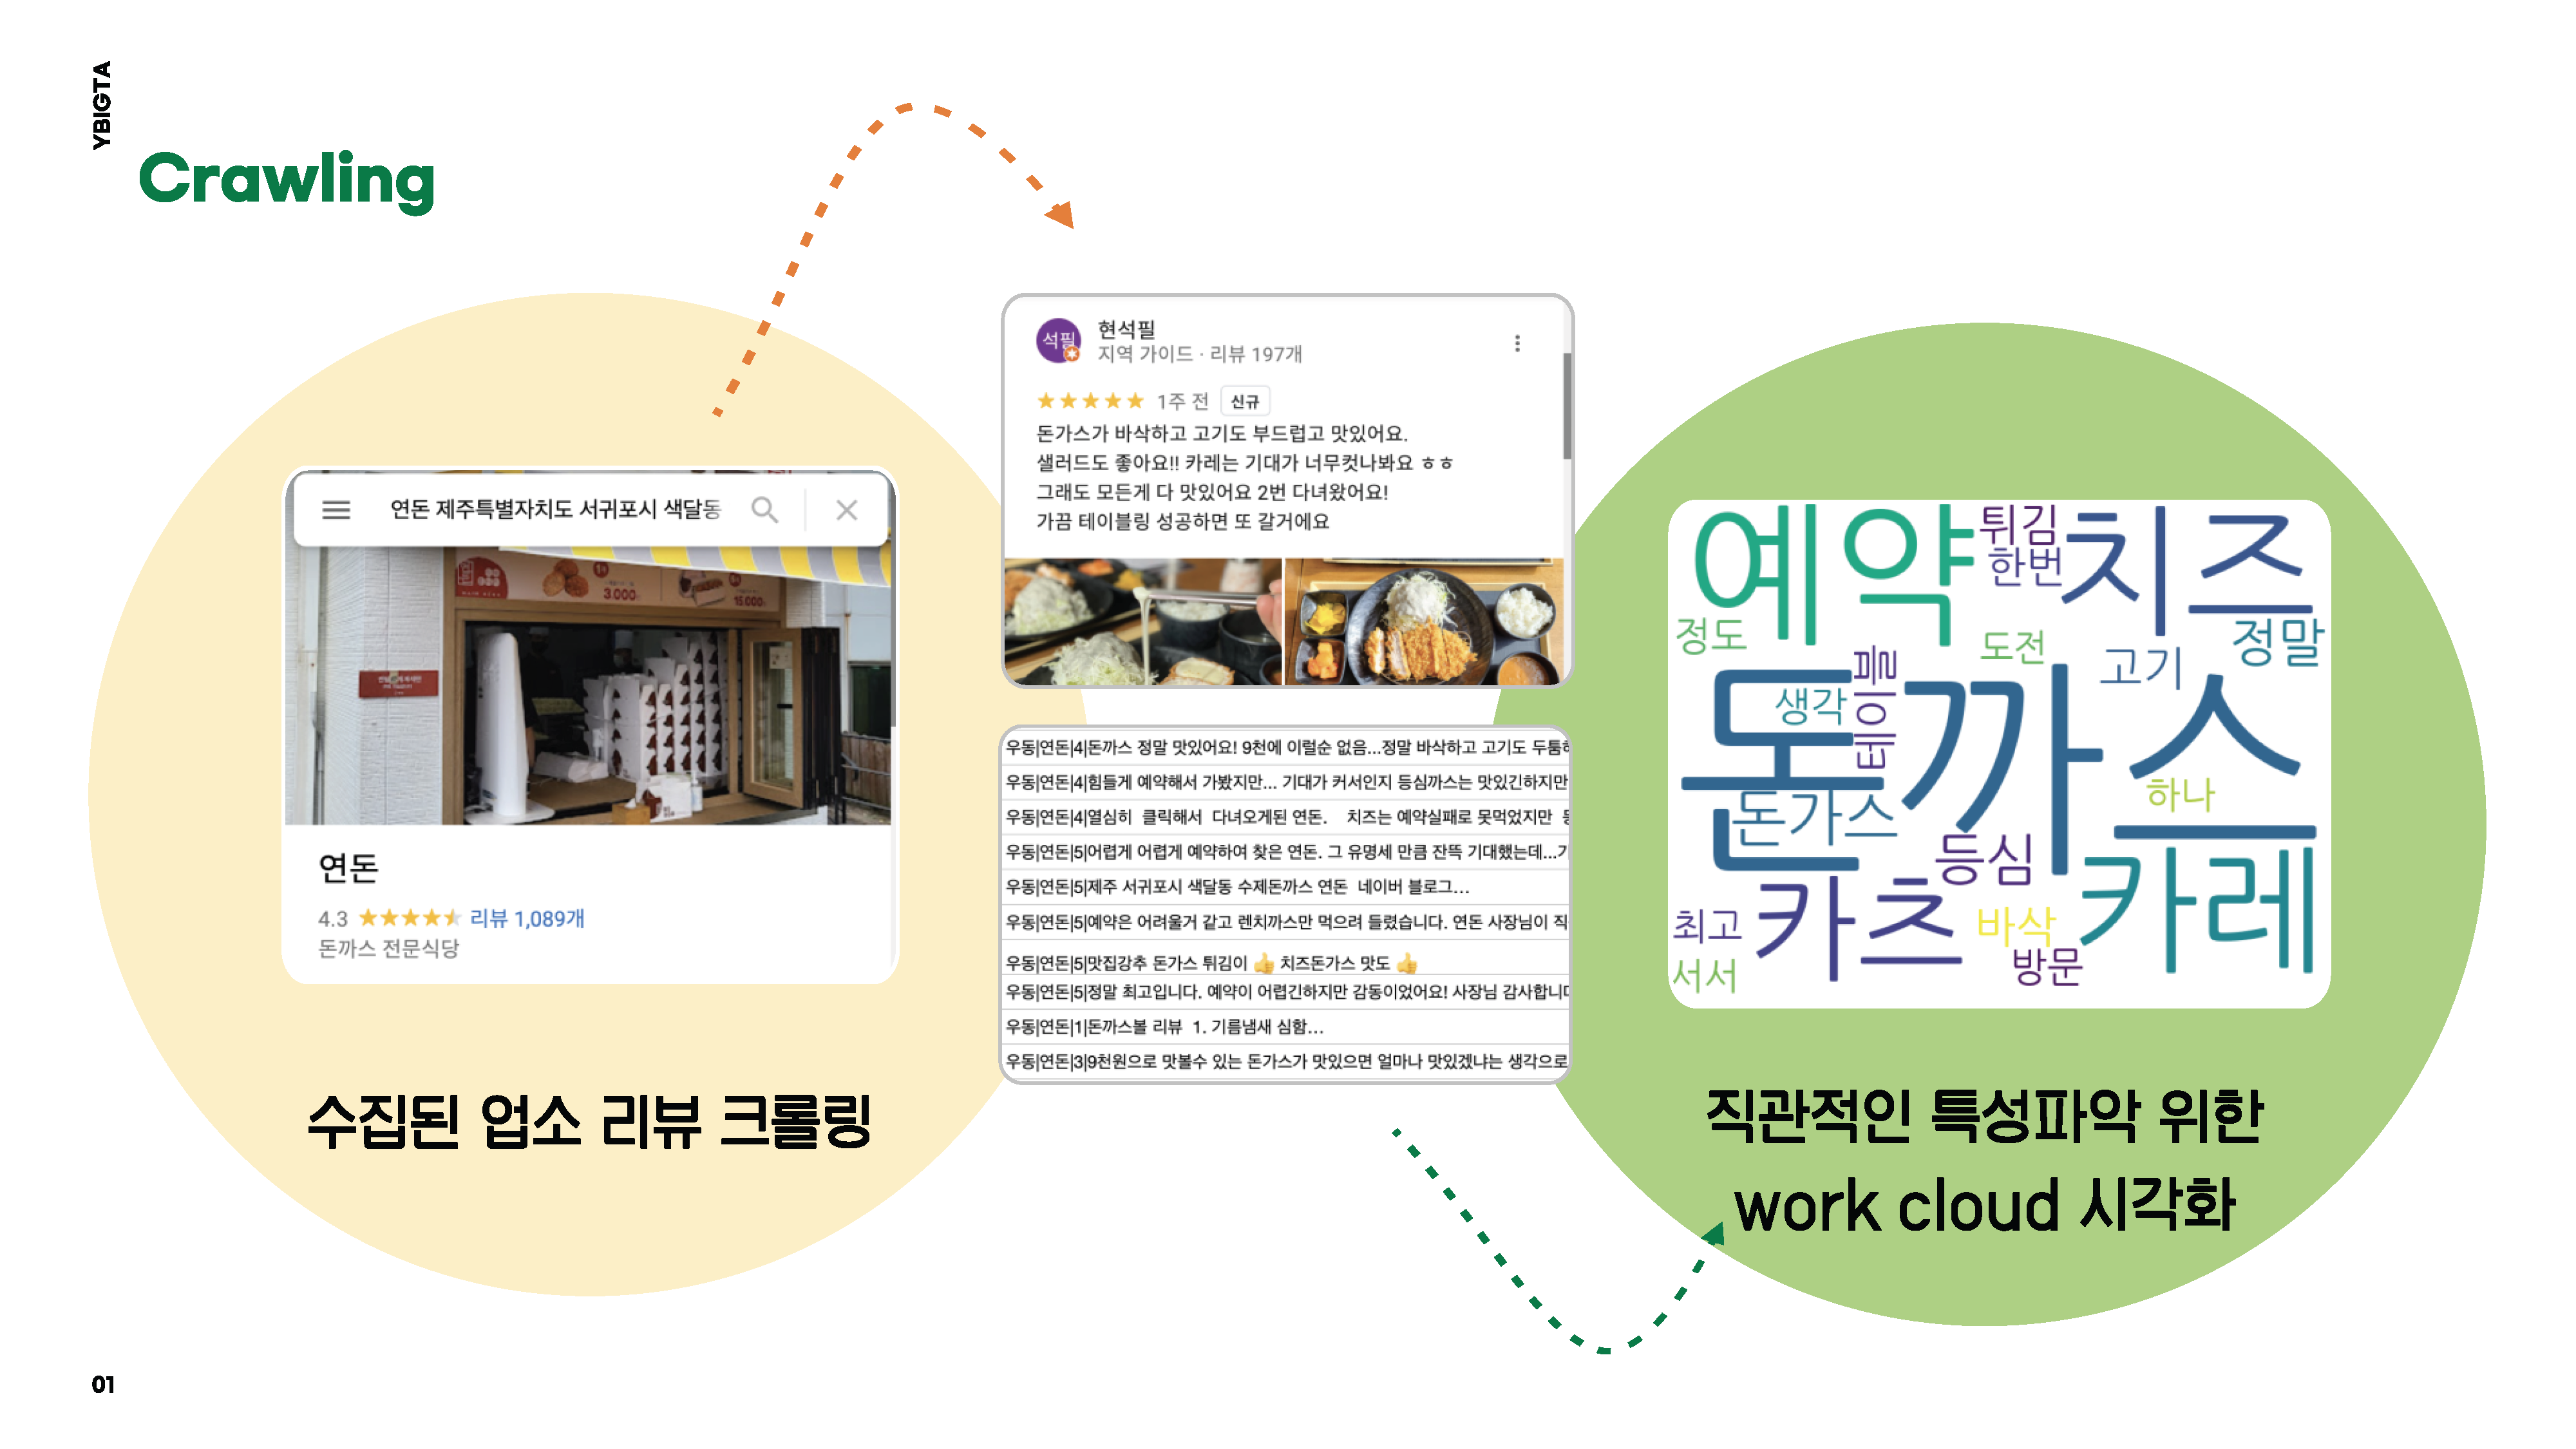 YBIGTA
Crawling
연돈 제주특별자치도 서귀포시 색달동
3.000
15.000
연돈
4.3 리뷰 1,089개
돈까스 전문식당
수집된 업소 리뷰 크롤링
석필
현석필
지역 가이드 · 리뷰 197개
1주 전 신규
돈가스가 바삭하고 고기도 부드럽고 맛있어요.
샐러드도 좋아요!! 카레는 기대가 너무컷나봐요 ㅎㅎ
그래도 모든게 다 맛있어요 2번 다녀왔어요!
가끔 테이블링 성공하면 또 갈거에요
우동|연돈|4|돈까스 정말 맛있어요! 9천에 이럴순 없음...정말 바삭하고 고기도 두툼하
우동|연돈|4|힘들게 예약해서 가봤지만... 기대가 커서인지 등심까스는 맛있긴하지만
우동|연돈|4|열심히 클릭해서 다녀오게된 연돈. 치즈는 예약실패로 못먹었지만
우동|연돈|5|어렵게 어렵게 예약하여 찾은 연돈. 그 유명세 만큼 잔뜩 기대했는데...기
우동|연돈|5|제주 서귀포시 색달동 수제돈까스 연돈 네이버 블로그...
우동|연돈|5|예약은 어려울거 같고 렌치까스만 먹으려 들렸습니다. 연돈 사장님이 직
우동|연돈|5|맛집강추 돈가스 튀김이 👍 치즈돈가스 맛도 👍
우동|연돈|5|정말 최고입니다. 예약이 어렵긴하지만 감동이었어요! 사장님 감사합니다
우동|연돈|1|돈까스볼 리뷰 1. 기름냄새 심함...
우동|연돈|3|9천원으로 맛볼수 있는 돈가스가 맛있으면 얼마나 맛있겠냐는 생각으로
예약
튀김
한번
치즈
정도
테이블
도전
고기
정말
생각
돈까스
돈가스
하나
등심
카츠
카레
최고
바삭
서서
방문
직관적인 특성파악 위한
work cloud 시각화
01